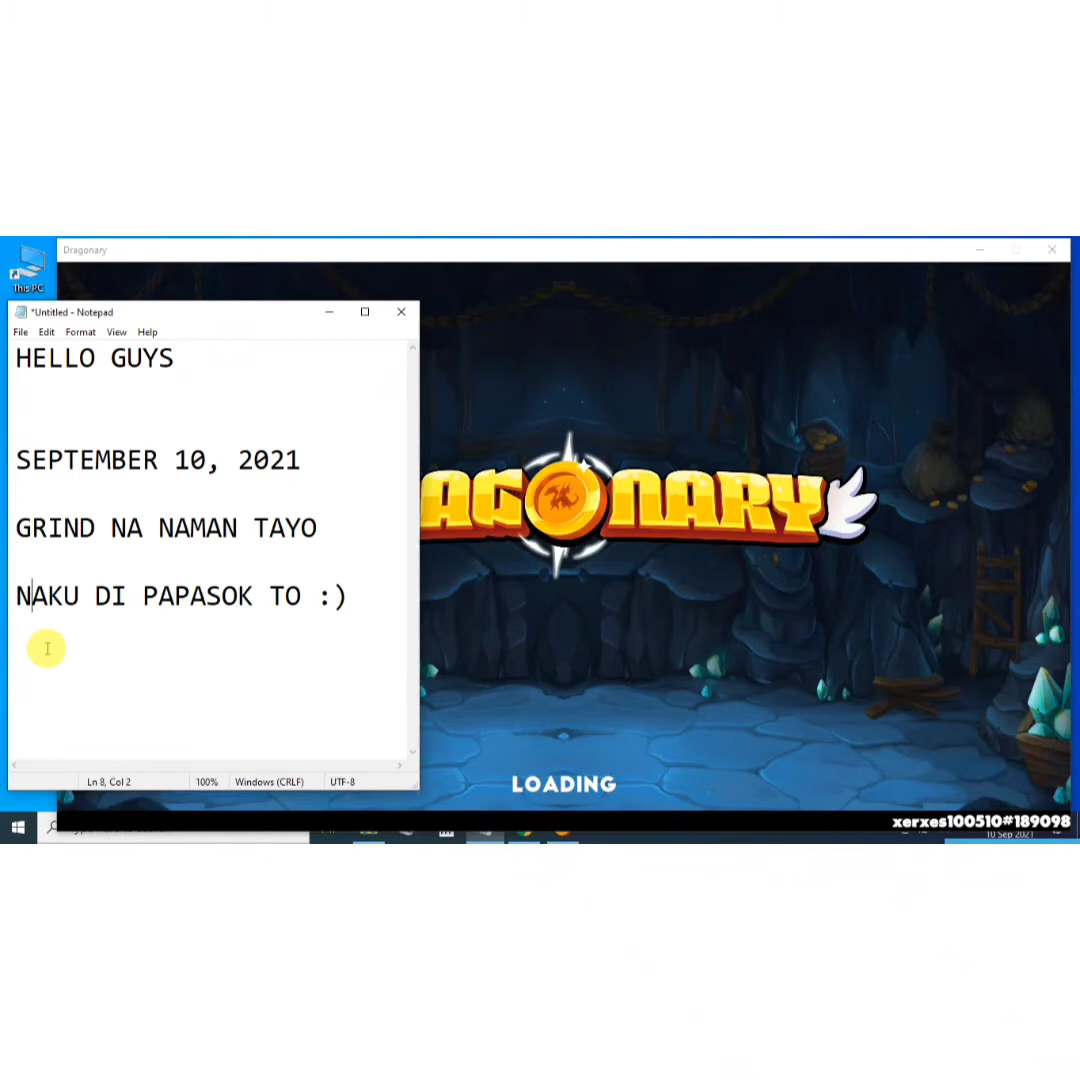 Dragonary
This PC
*Untitled - Notepad
File Edit Format View Help
HELLO GUYS
SEPTEMBER 10, 2021
GRIND NA NAMAN TAYO
NAKU DI PAPASOK TO :)
Ln 8, Col 2 100% Windows (CRLF) UTF-8
AGONARY
LOADING
xerxes100510#189098
10 Sep 2021